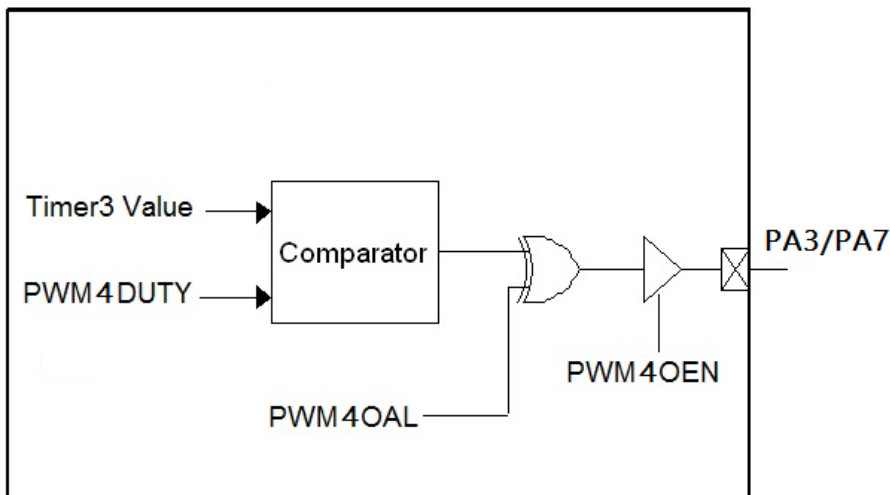 Timer3 Value
PWM4DUTY
Comparator
PA3/PA7
PWM4OEN
PWM4OAL